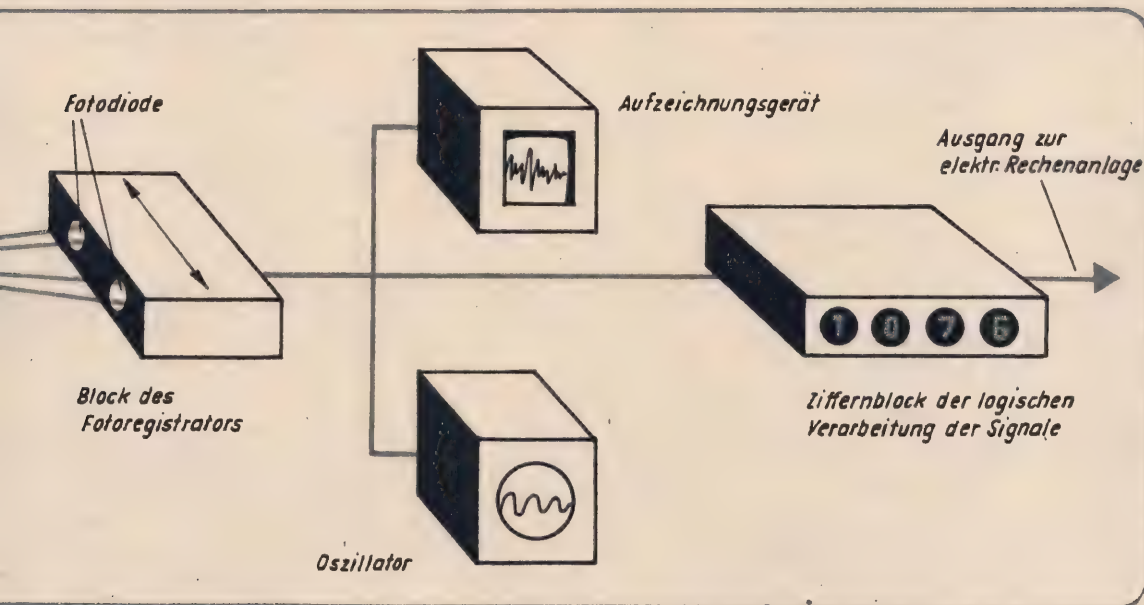 Fotodiode
Aufzeichnungsgerät
Ausgang zur
elektr. Rechenanlage
Block des
Fotoregistrators
1 0 7 6
Ziffernblock der logischen
Verarbeitung der Signale
Oszillator